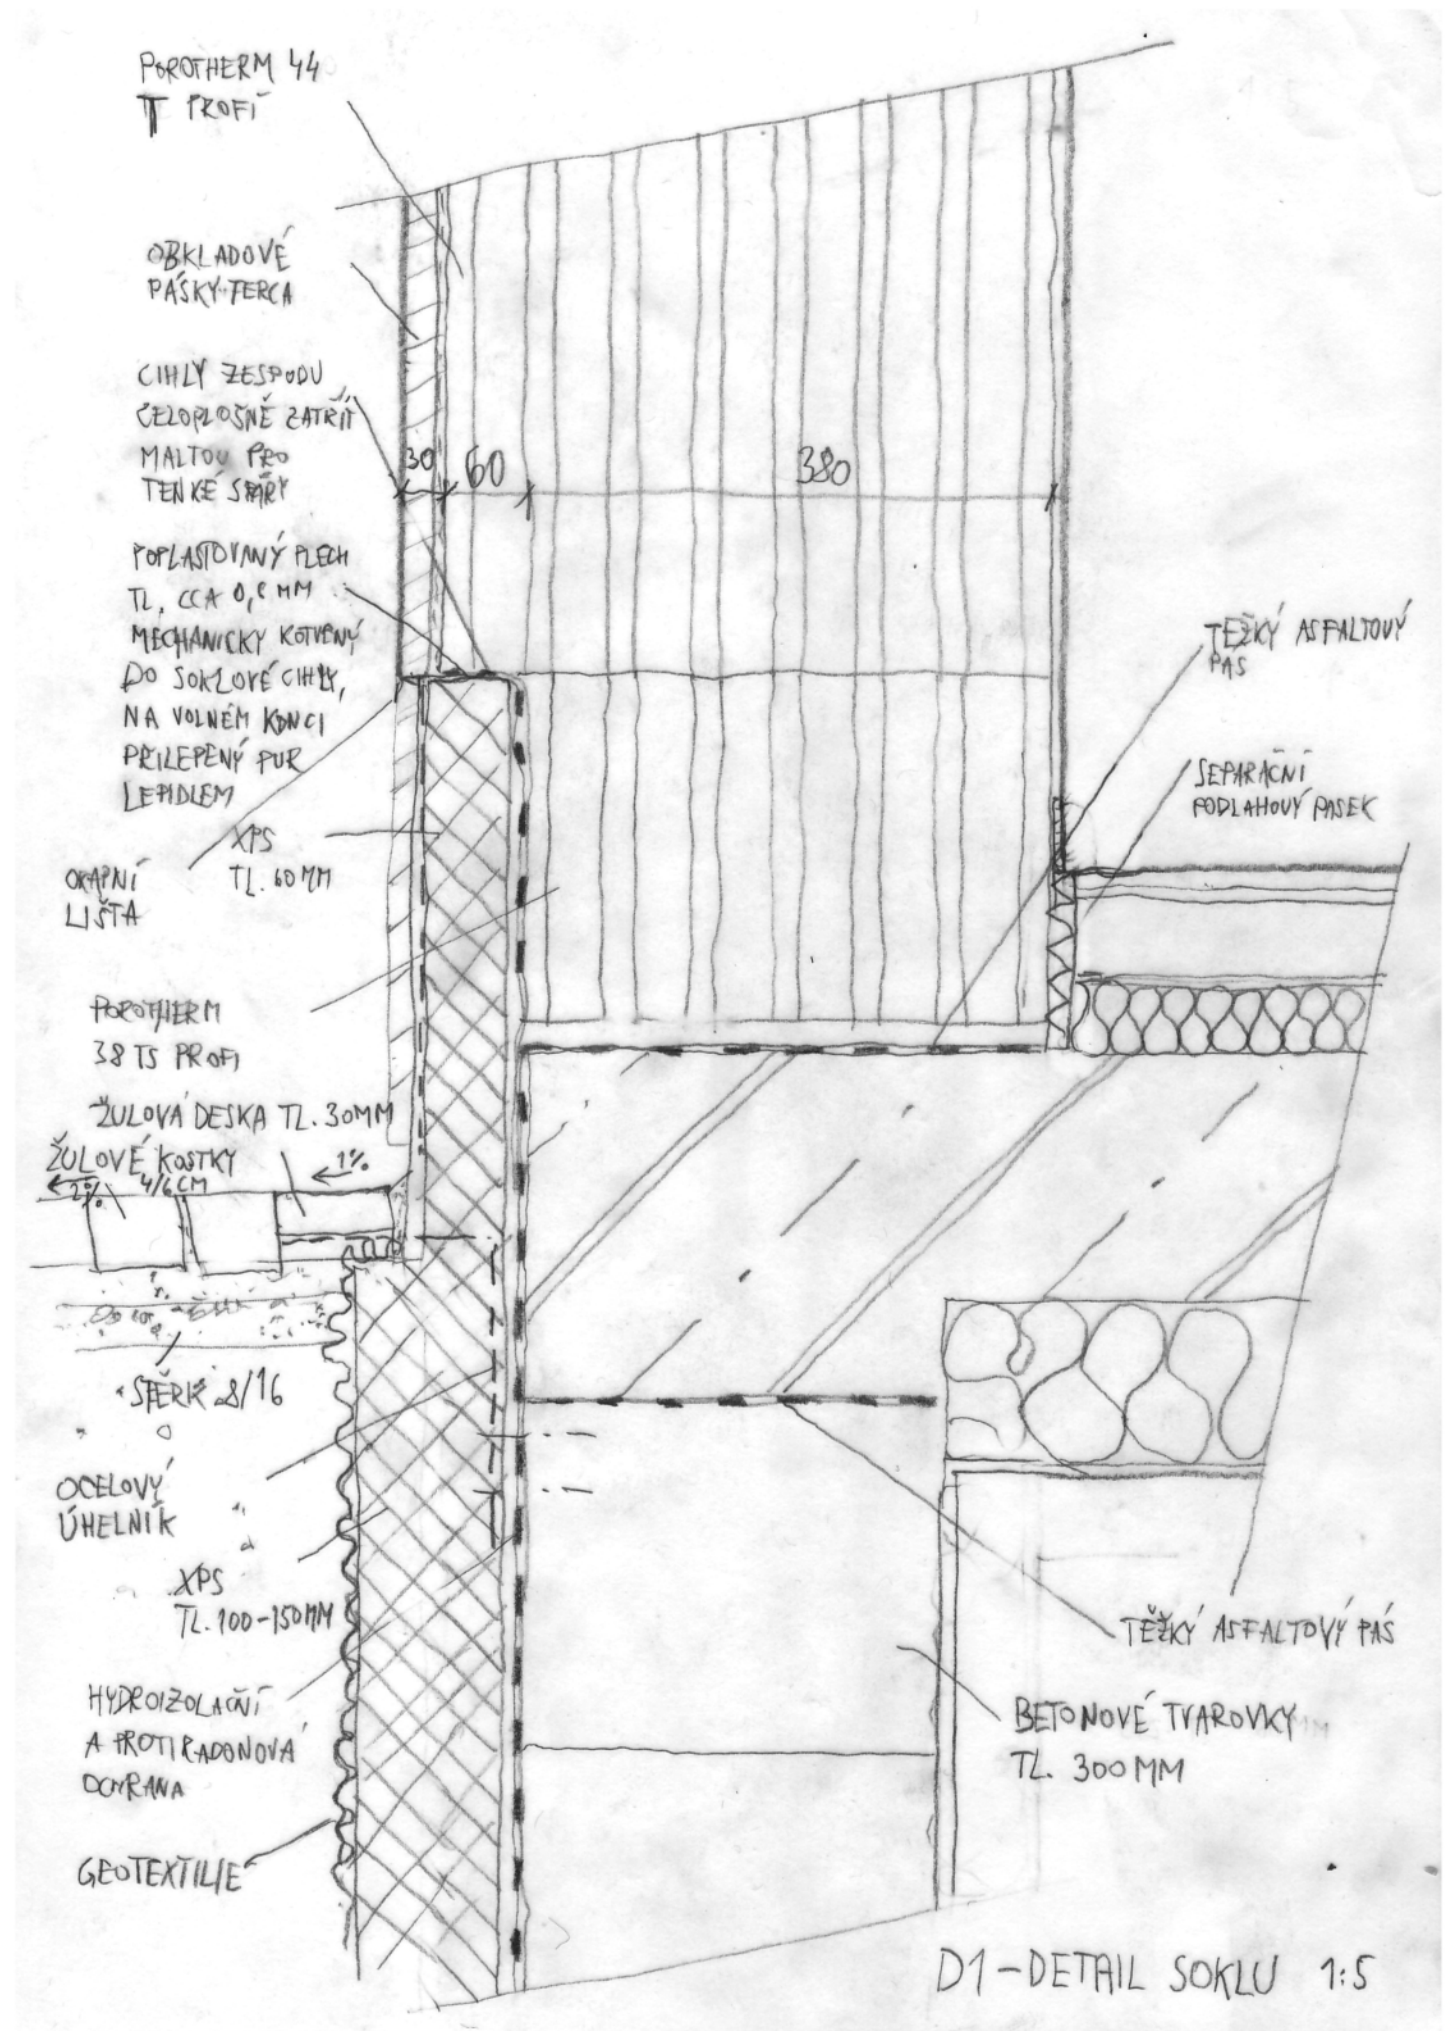 POROTHERM 44
T PROFI
OBKLADOVÉ
PÁSKY TERCA
CIHLY ZESPODU
CELOPLOŠNĚ ZATŘÍT
MALTOU PRO
TENKÉ SPÁRY
30 60 380
POPLASTOVANÝ PLECH
TL. CCA 0,8 MM
MECHANICKY KOTVENÝ
DO SOKLOVÉ CIHLY,
NA VOLNÉM KONCI
PŘILEPENÝ PUR
LEPIDLEM
TĚŽKÝ ASFALTOVÝ
PAS
SEPARAČNÍ
PODLAHOVÝ PASEK
XPS
TL. 60 MM
OKAPNÍ
LIŠTA
POROTHERM
38 TS PROFI
ŽULOVÁ DESKA TL. 30MM
ŽULOVÉ KOSTKY
4/6 CM
2%
1%
ŠTĚRK 8/16
OCELOVÝ
ÚHELNÍK
XPS
TL. 100-150MM
TĚŽKÝ ASFALTOVÝ PÁS
HYDROIZOLAČNÍ
A PROTIRADONOVÁ
OCHRANA
BETONOVÉ TVAROVKY
TL. 300MM
GEOTEXTILIE
D1-DETAIL SOKLU 1:5